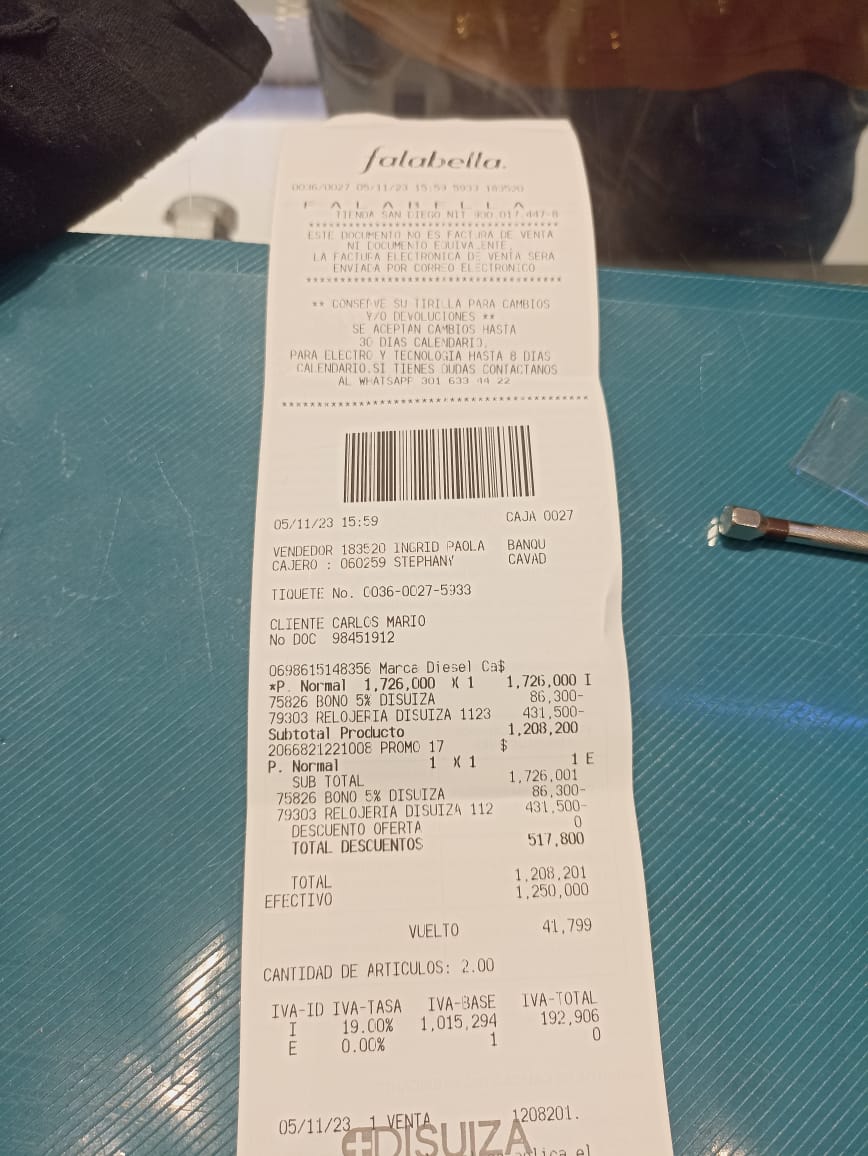 falabella.
0036/0027 05/11/23 15:59 5933 183520
F A L A B E L L A
TIENDA SAN DIEGO NIT 900.017.447-8
****************************************
ESTE DOCUMENTO NO ES FACTURA DE VENTA
NI DOCUMENTO EQUIVALENTE,
LA FACTURA ELECTRONICA DE VENTA SERA
ENVIADA POR CORREO ELECTRONICO
****************************************
** CONSERVE SU TIRILLA PARA CAMBIOS
Y/O DEVOLUCIONES **
SE ACEPTAN CAMBIOS HASTA
30 DIAS CALENDARIO,
PARA ELECTRO Y TECNOLOGIA HASTA 8 DIAS
CALENDARIO.SI TIENES DUDAS CONTACTANOS
AL WHATSAPP 301 633 44 22
****************************************
05/11/23 15:59 CAJA 0027
VENDEDOR 183520 INGRID PAOLA BANQU
CAJERO : 060259 STEPHANY CAVAD
TIQUETE No. 0036-0027-5933
CLIENTE CARLOS MARIO
No DOC 98451912
0698615148356 Marca Diesel Ca$
*P. Normal 1,726,000 X 1 1,726,000 I
75826 BONO 5% DISUIZA 86,300-
79303 RELOJERIA DISUIZA 1123 431,500-
Subtotal Producto 1,208,200
2066821221008 PROMO 17 $
P. Normal 1 X 1 1 E
SUB TOTAL 1,726,001
75826 BONO 5% DISUIZA 86,300-
79303 RELOJERIA DISUIZA 112 431,500-
DESCUENTO OFERTA 0
TOTAL DESCUENTOS 517,800
TOTAL 1,208,201
EFECTIVO 1,250,000
VUELTO 41,799
CANTIDAD DE ARTICULOS: 2.00
IVA-ID IVA-TASA IVA-BASE IVA-TOTAL
I 19.00% 1,015,294 192,906
E 0.00% 1 0
05/11/23 1 VENTA 1208201.
DISUIZA
el